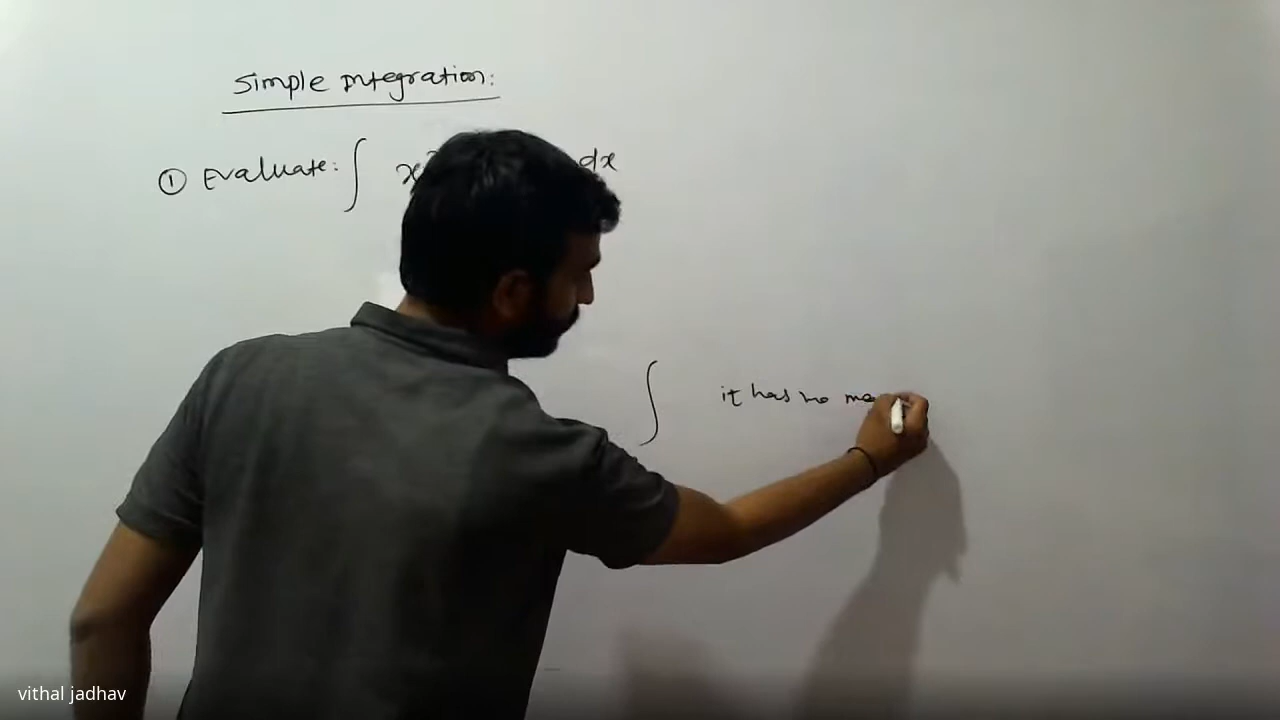 Simple Integration:
① Evaluate: ∫ x dx
∫ it has no
vithal jadhav